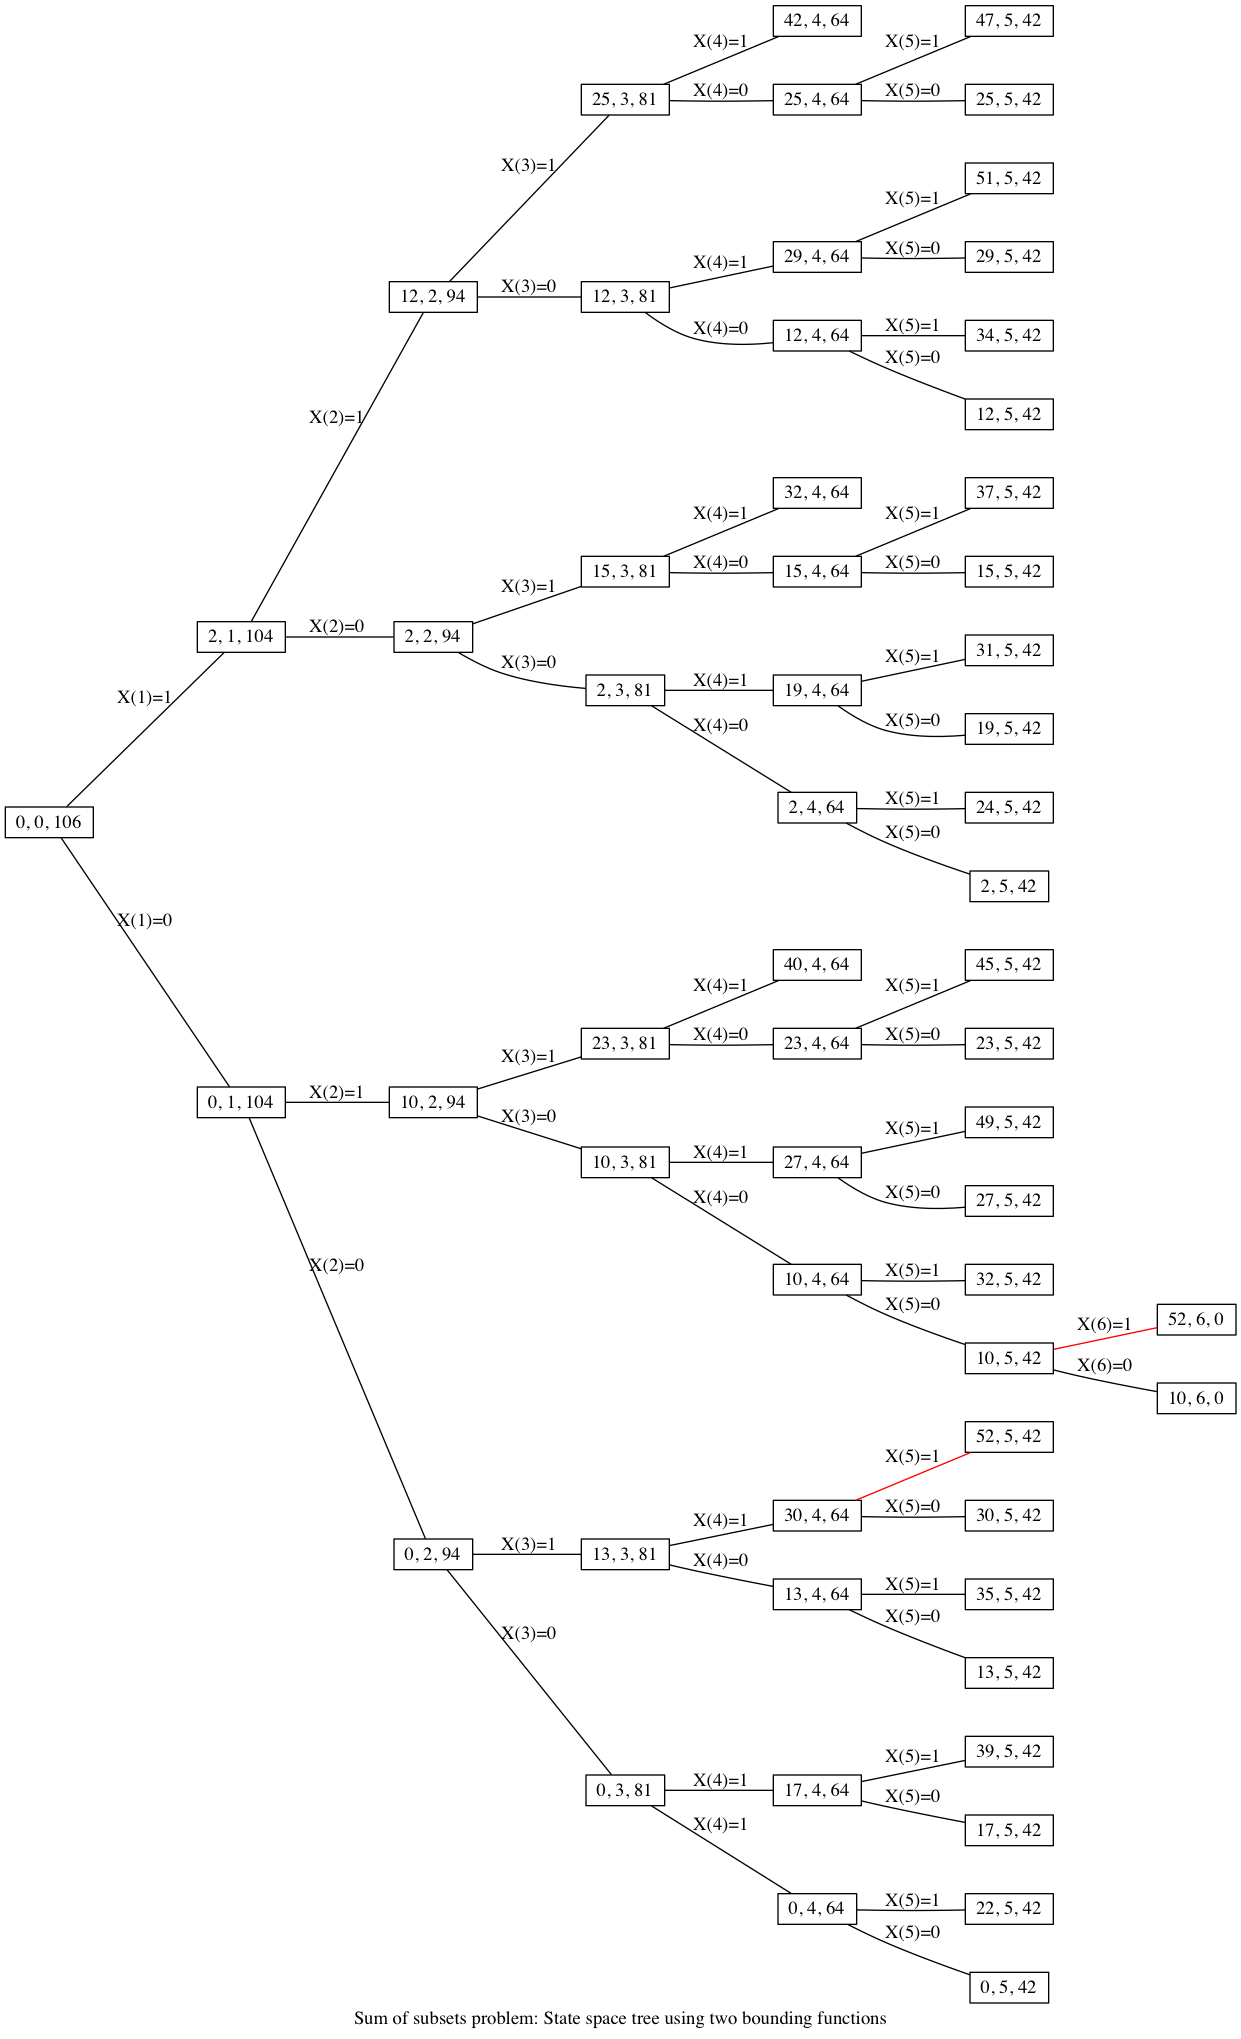 42, 4, 64
47, 5, 42
X(4)=1
X(5)=1
25, 3, 81
X(4)=0
25, 4, 64
X(5)=0
25, 5, 42
X(3)=1
51, 5, 42
X(5)=1
29, 4, 64
X(5)=0
29, 5, 42
X(4)=1
12, 2, 94
X(3)=0
12, 3, 81
X(4)=0
12, 4, 64
X(5)=1
34, 5, 42
X(5)=0
12, 5, 42
X(2)=1
32, 4, 64
37, 5, 42
X(4)=1
X(5)=1
15, 3, 81
X(4)=0
15, 4, 64
X(5)=0
15, 5, 42
X(3)=1
2, 1, 104
X(2)=0
2, 2, 94
X(3)=0
2, 3, 81
X(4)=1
19, 4, 64
X(5)=1
31, 5, 42
X(5)=0
19, 5, 42
X(4)=0
X(1)=1
2, 4, 64
X(5)=1
24, 5, 42
X(5)=0
2, 5, 42
0, 0, 106
X(1)=0
40, 4, 64
45, 5, 42
X(4)=1
X(5)=1
23, 3, 81
X(4)=0
23, 4, 64
X(5)=0
23, 5, 42
X(3)=1
0, 1, 104
X(2)=1
10, 2, 94
X(3)=0
10, 3, 81
X(4)=1
27, 4, 64
X(5)=1
49, 5, 42
X(5)=0
27, 5, 42
X(4)=0
X(2)=0
10, 4, 64
X(5)=1
32, 5, 42
X(5)=0
10, 5, 42
X(6)=1
52, 6, 0
X(6)=0
10, 6, 0
52, 5, 42
X(5)=1
30, 4, 64
X(5)=0
30, 5, 42
X(4)=1
0, 2, 94
X(3)=1
13, 3, 81
X(4)=0
13, 4, 64
X(5)=1
35, 5, 42
X(5)=0
13, 5, 42
X(3)=0
0, 3, 81
X(4)=1
17, 4, 64
X(5)=1
39, 5, 42
X(5)=0
17, 5, 42
X(4)=1
0, 4, 64
X(5)=1
22, 5, 42
X(5)=0
0, 5, 42
Sum of subsets problem: State space tree using two bounding functions